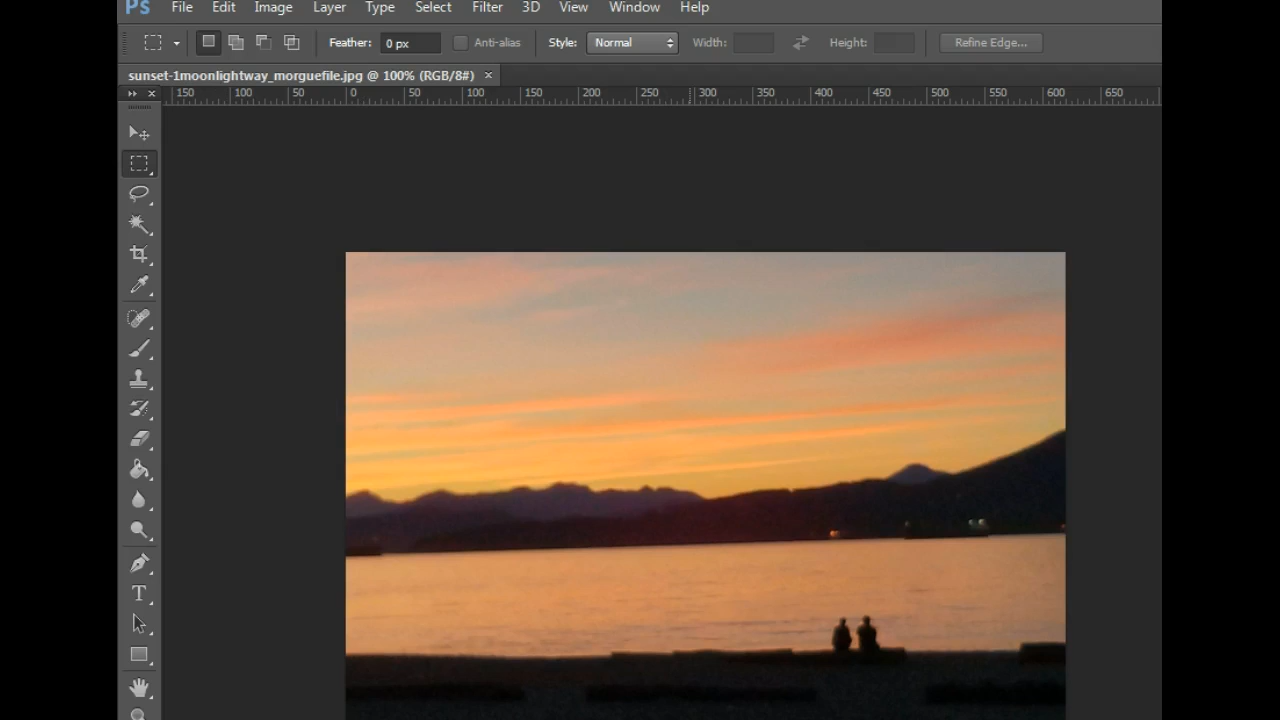 Ps File Edit Image Layer Type Select Filter 3D View Window Help
Feather: 0 px Anti-alias Style: Normal Width: Height: Refine Edge...
sunset-1moonlightway_morguefile.jpg @ 100% (RGB/8#) ×
150 100 50 0 50 100 150 200 250 300 350 400 450 500 550 600 650
T